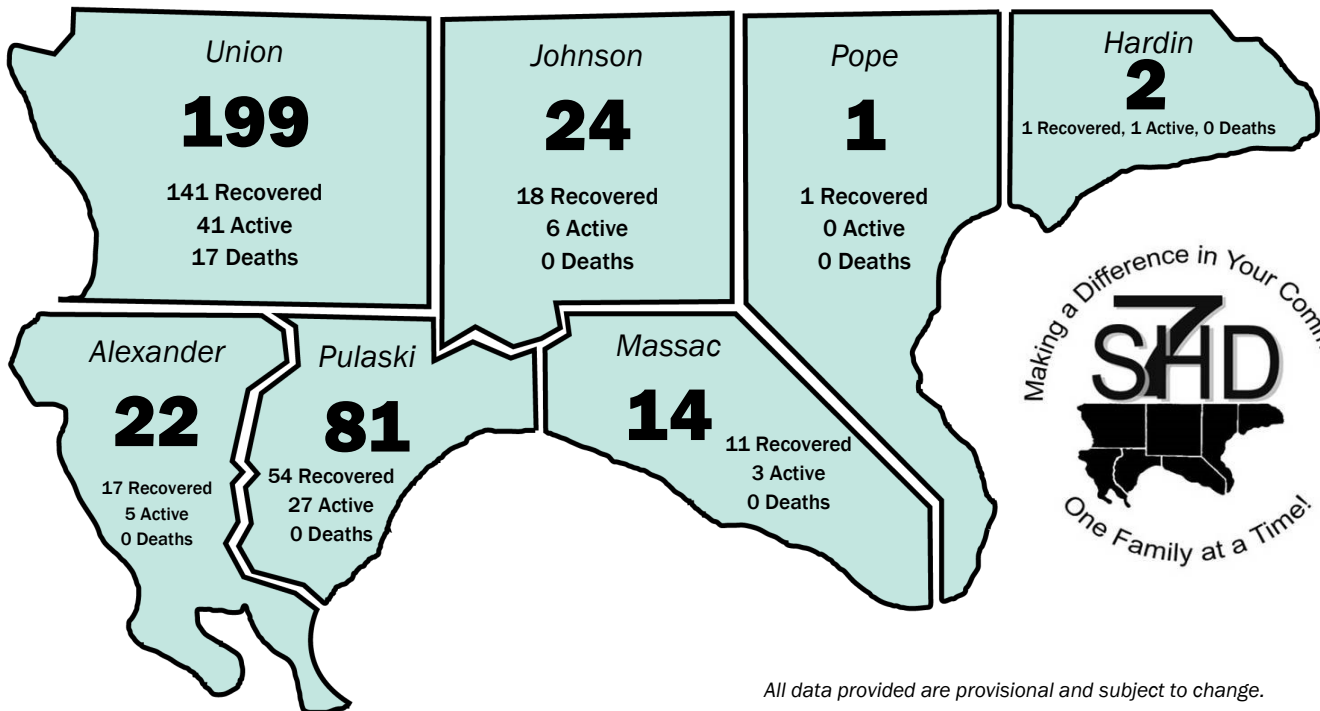 Union
199
141 Recovered
41 Active
17 Deaths
Johnson
24
18 Recovered
6 Active
0 Deaths
Pope
1
1 Recovered
0 Active
0 Deaths
Hardin
2
1 Recovered, 1 Active, 0 Deaths
Alexander
22
17 Recovered
5 Active
0 Deaths
Pulaski
81
54 Recovered
27 Active
0 Deaths
Massac
14
11 Recovered
3 Active
0 Deaths
Making a Difference in Your Comm
S7HD
One Family at a Time!
All data provided are provisional and subject to change.